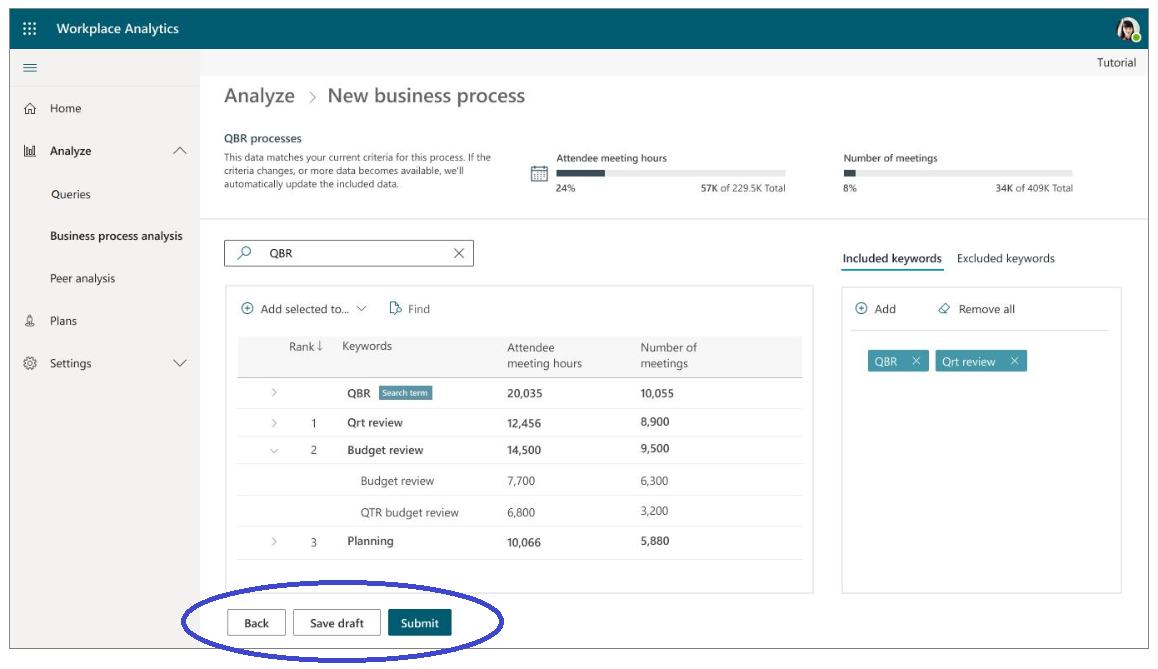 Workplace Analytics
Tutorial
Home
Analyze
Queries
Business process analysis
Peer analysis
Plans
Settings
Analyze > New business process
QBR processes
This data matches your current criteria for this process. If the
criteria changes, or more data becomes available, we'll
automatically update the included data.
Attendee meeting hours
24% 57K of 229.5K Total
Number of meetings
8% 34K of 409K Total
QBR
Add selected to... Find
Rank↓ Keywords Attendee meeting hours Number of meetings
QBR Search term 20,035 10,055
1 Qrt review 12,456 8,900
2 Budget review 14,500 9,500
Budget review 7,700 6,300
QTR budget review 6,800 3,200
3 Planning 10,066 5,880
Included keywords Excluded keywords
Add Remove all
QBR Qrt review
Back Save draft Submit